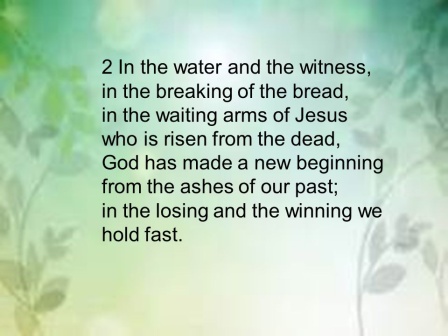 2 In the water and the witness,
in the breaking of the bread,
in the waiting arms of Jesus
who is risen from the dead,
God has made a new beginning
from the ashes of our past;
in the losing and the winning we
hold fast.